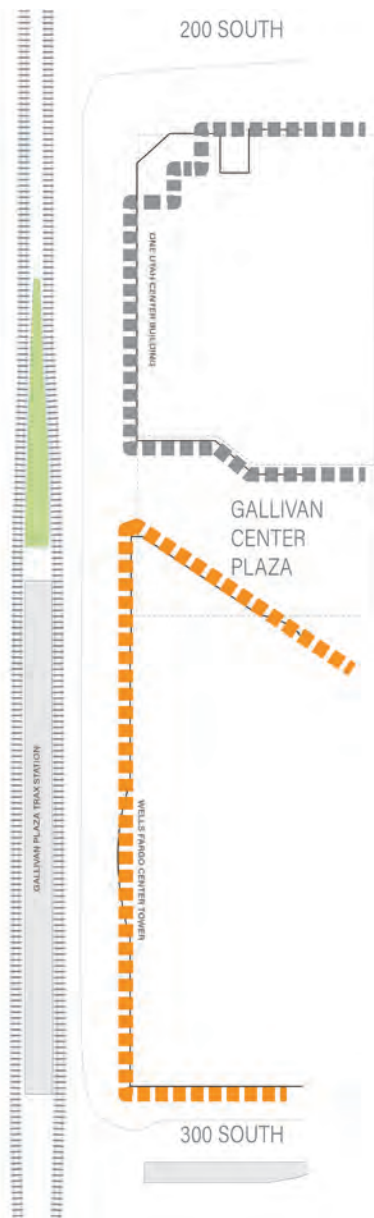 200 SOUTH
ONE UTAH CENTER BUILDING
GALLIVAN
CENTER
PLAZA
GALLIVAN PLAZA TRAX STATION
WELLS FARGO CENTER TOWER
300 SOUTH